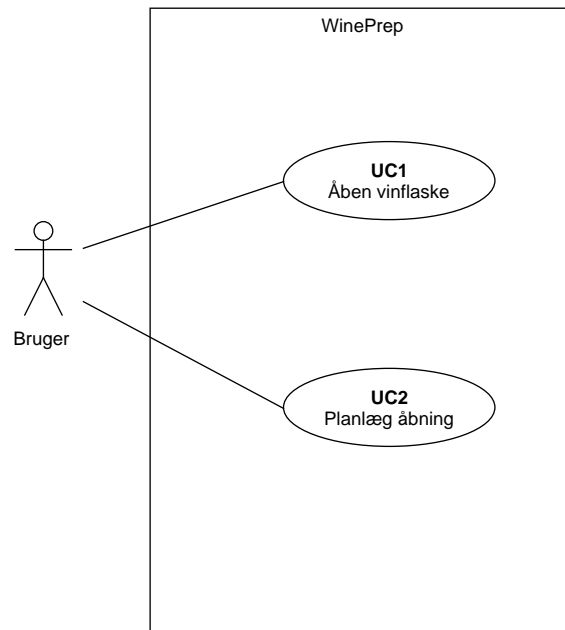 WinePrep
UC1
Åben vinflaske
Bruger
UC2
Planlæg åbning